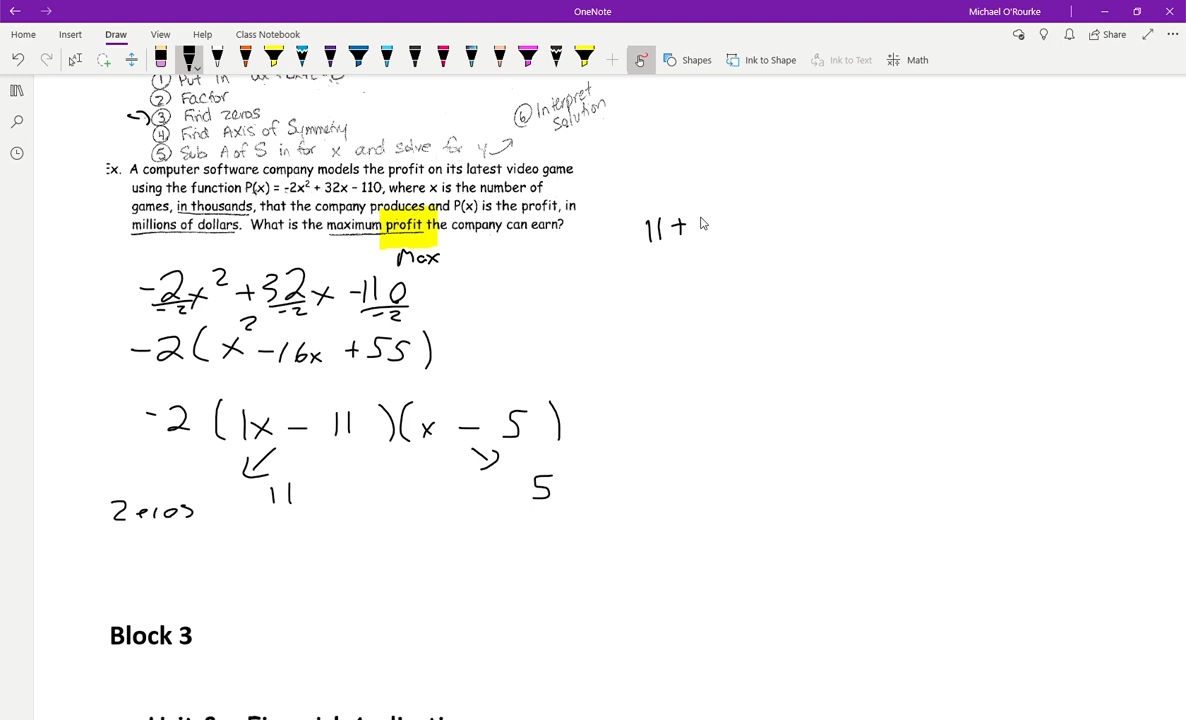 OneNote
Michael O'Rourke
Home Insert Draw View Help Class Notebook
Share
Shapes Ink to Shape Ink to Text Math
① Put in
② Factor
③ Find zeros
④ Find Axis of Symmetry
⑤ Sub A of S in for x and solve for y
⑥ Interpret Solution
Ex. A computer software company models the profit on its latest video game
using the function P(x) = -2x² + 32x – 110, where x is the number of
games, in thousands, that the company produces and P(x) is the profit, in
millions of dollars. What is the maximum profit the company can earn?
Max
11 +
-2x² + 32x - 110
-2 -2 -2
-2(x² - 16x + 55)
-2(1x - 11)(x - 5)
11 5
Zeros
Block 3